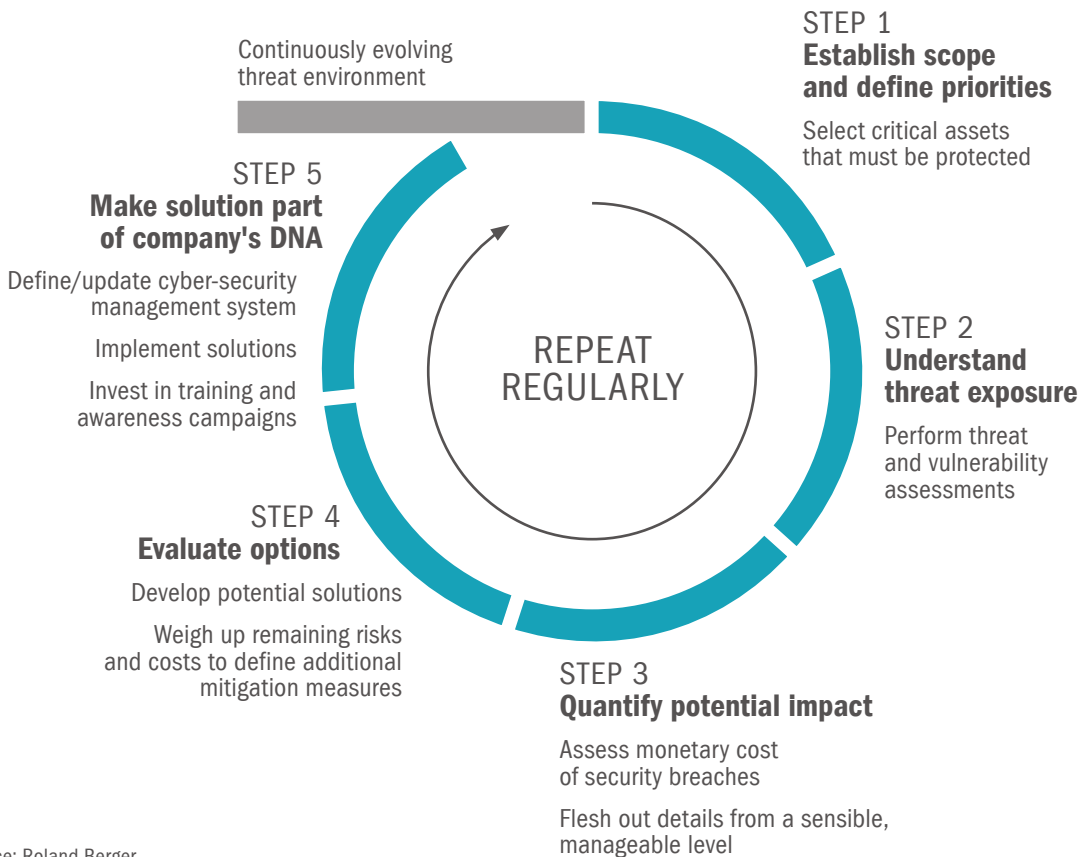 Continuously evolving
threat environment
STEP 1
Establish scope
and define priorities
Select critical assets
that must be protected
STEP 2
Understand
threat exposure
Perform threat
and vulnerability
assessments
STEP 3
Quantify potential impact
Assess monetary cost
of security breaches
Flesh out details from a sensible,
manageable level
STEP 4
Evaluate options
Develop potential solutions
Weigh up remaining risks
and costs to define additional
mitigation measures
STEP 5
Make solution part
of company's DNA
Define/update cyber-security
management system
Implement solutions
Invest in training and
awareness campaigns
REPEAT
REGULARLY
Roland Berger